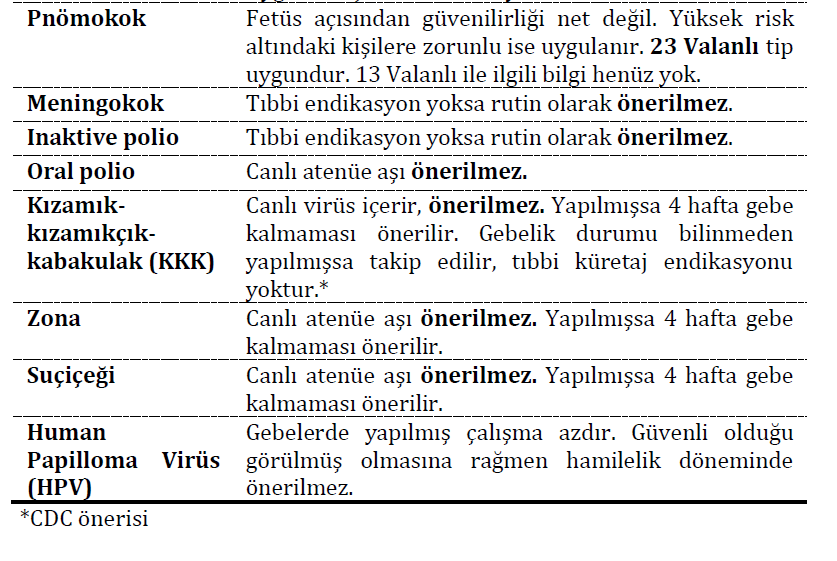 Pnömokok Fetüs açısından güvenilirliği net değil. Yüksek risk
altındaki kişilere zorunlu ise uygulanır. 23 Valanlı tip
uygundur. 13 Valanlı ile ilgili bilgi henüz yok.
Meningokok Tıbbi endikasyon yoksa rutin olarak önerilmez.
Inaktive polio Tıbbi endikasyon yoksa rutin olarak önerilmez.
Oral polio Canlı atenüe aşı önerilmez.
Kızamık- Canlı virüs içerir, önerilmez. Yapılmışsa 4 hafta gebe
kızamıkçık- kalmaması önerilir. Gebelik durumu bilinmeden
kabakulak (KKK) yapılmışsa takip edilir, tıbbi küretaj endikasyonu
yoktur.*
Zona Canlı atenüe aşı önerilmez. Yapılmışsa 4 hafta gebe
kalmaması önerilir.
Suçiçeği Canlı atenüe aşı önerilmez. Yapılmışsa 4 hafta gebe
kalmaması önerilir.
Human Gebelerde yapılmış çalışma azdır. Güvenli olduğu
Papilloma Virüs görülmüş olmasına rağmen hamilelik döneminde
(HPV) önerilmez.
*CDC önerisi